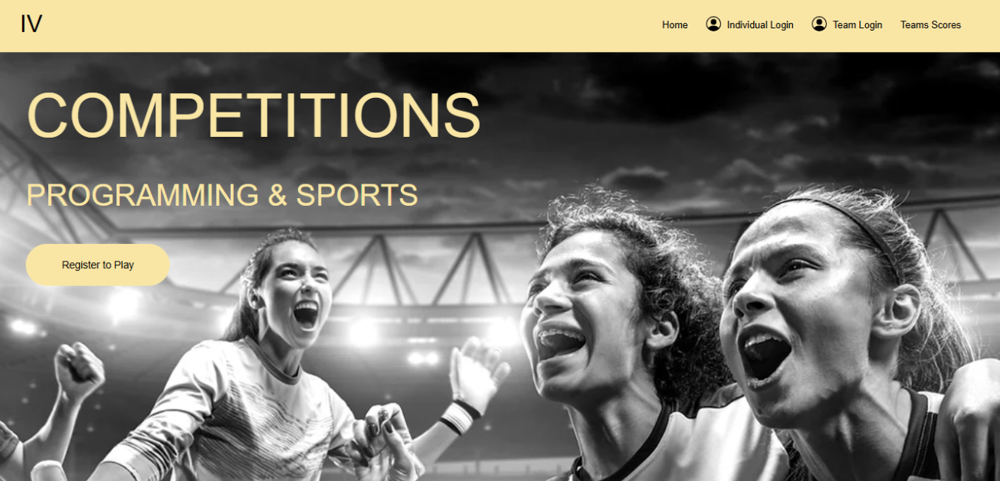 IV
Home
Individual Login
Team Login
Teams Scores
COMPETITIONS
PROGRAMMING & SPORTS
Register to Play